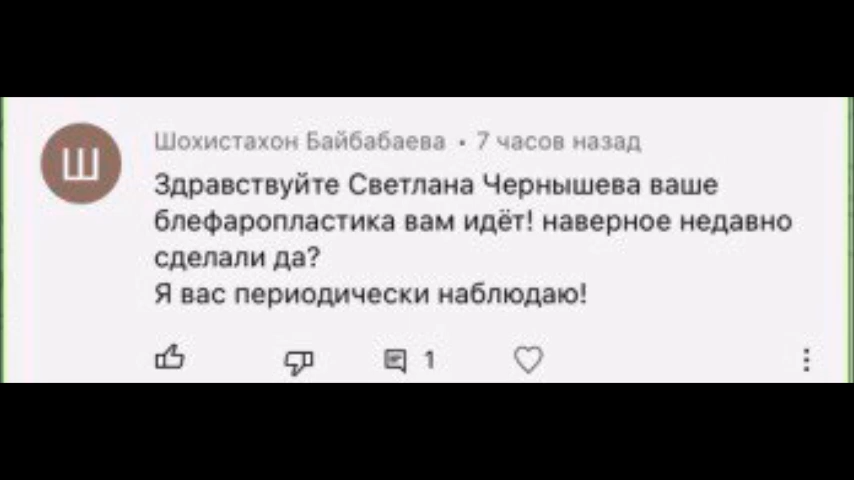 Ш
Шохистахон Байбабаева • 7 часов назад
Здравствуйте Светлана Чернышева ваше
блефаропластика вам идёт! наверное недавно
сделали да?
Я вас периодически наблюдаю!
1